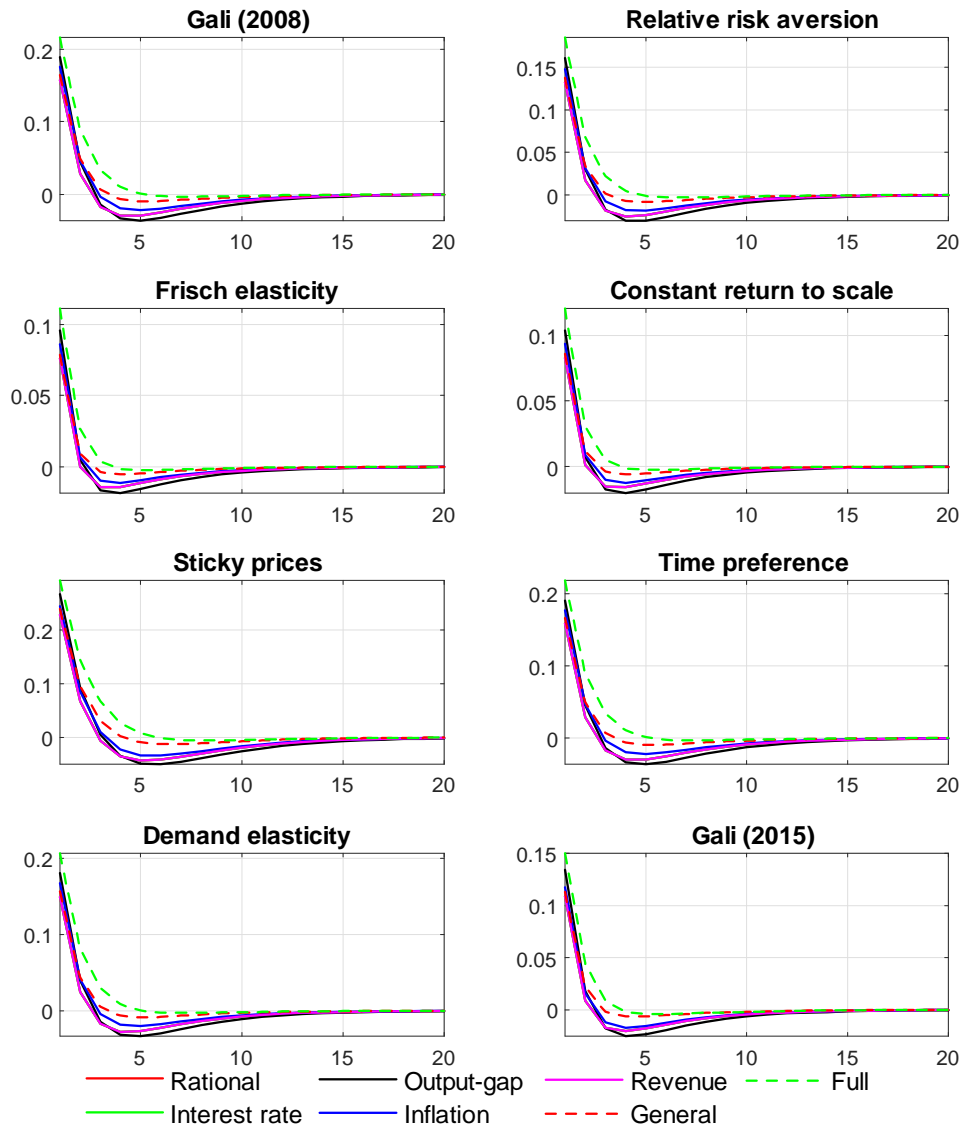 Gali (2008) Relative risk aversion
0.2 0.15
0.1 0.1
0.05
0 0
5 10 15 20 5 10 15 20
Frisch elasticity Constant return to scale
0.1 0.1
0.05 0.05
0 0
5 10 15 20 5 10 15 20
Sticky prices Time preference
0.2 0.2
0.1 0.1
0 0
5 10 15 20 5 10 15 20
Demand elasticity Gali (2015)
0.2 0.15
0.1 0.1
0.05
0 0
5 10 15 20 5 10 15 20
Rational Output-gap Revenue Full
Interest rate Inflation General